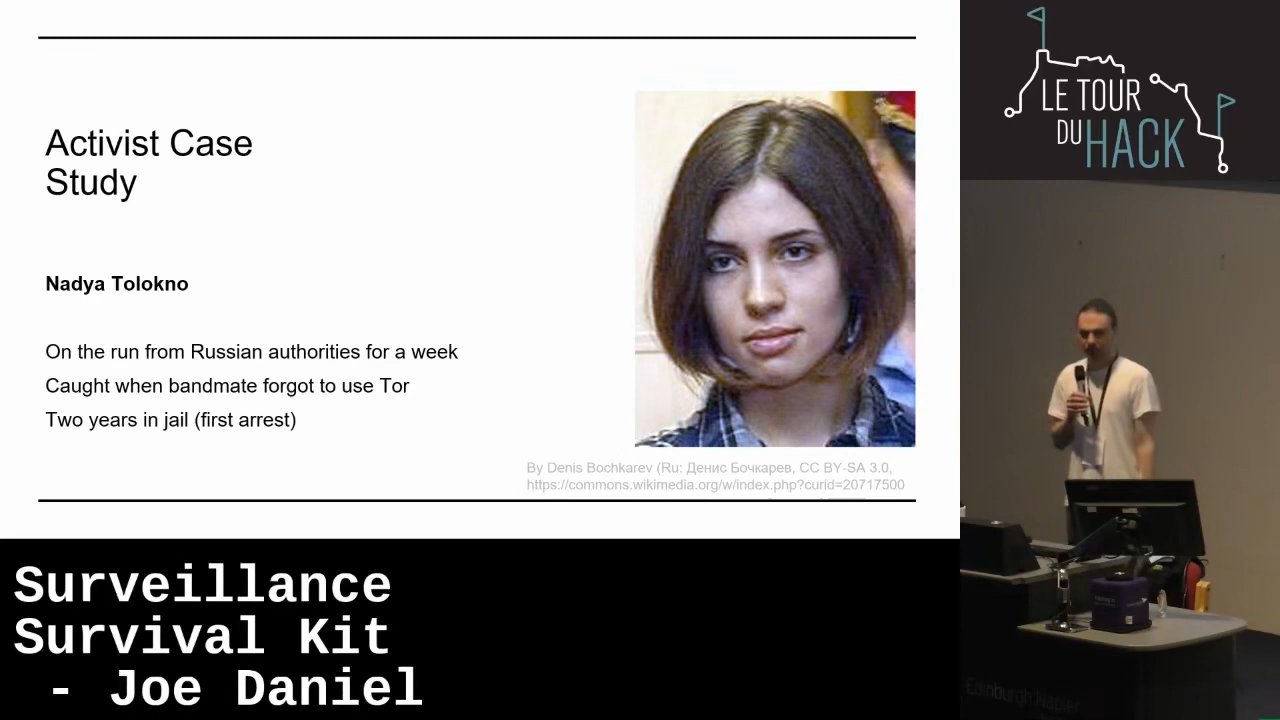 Activist Case
Study
Nadya Tolokno
On the run from Russian authorities for a week
Caught when bandmate forgot to use Tor
Two years in jail (first arrest)
By Denis Bochkarev (Ru: Денис Бочкарев, CC BY-SA 3.0,
https://commons.wikimedia.org/w/index.php?curid=20717500
Surveillance
Survival Kit
- Joe Daniel
LE TOUR
DU HACK
Edinburgh Napier